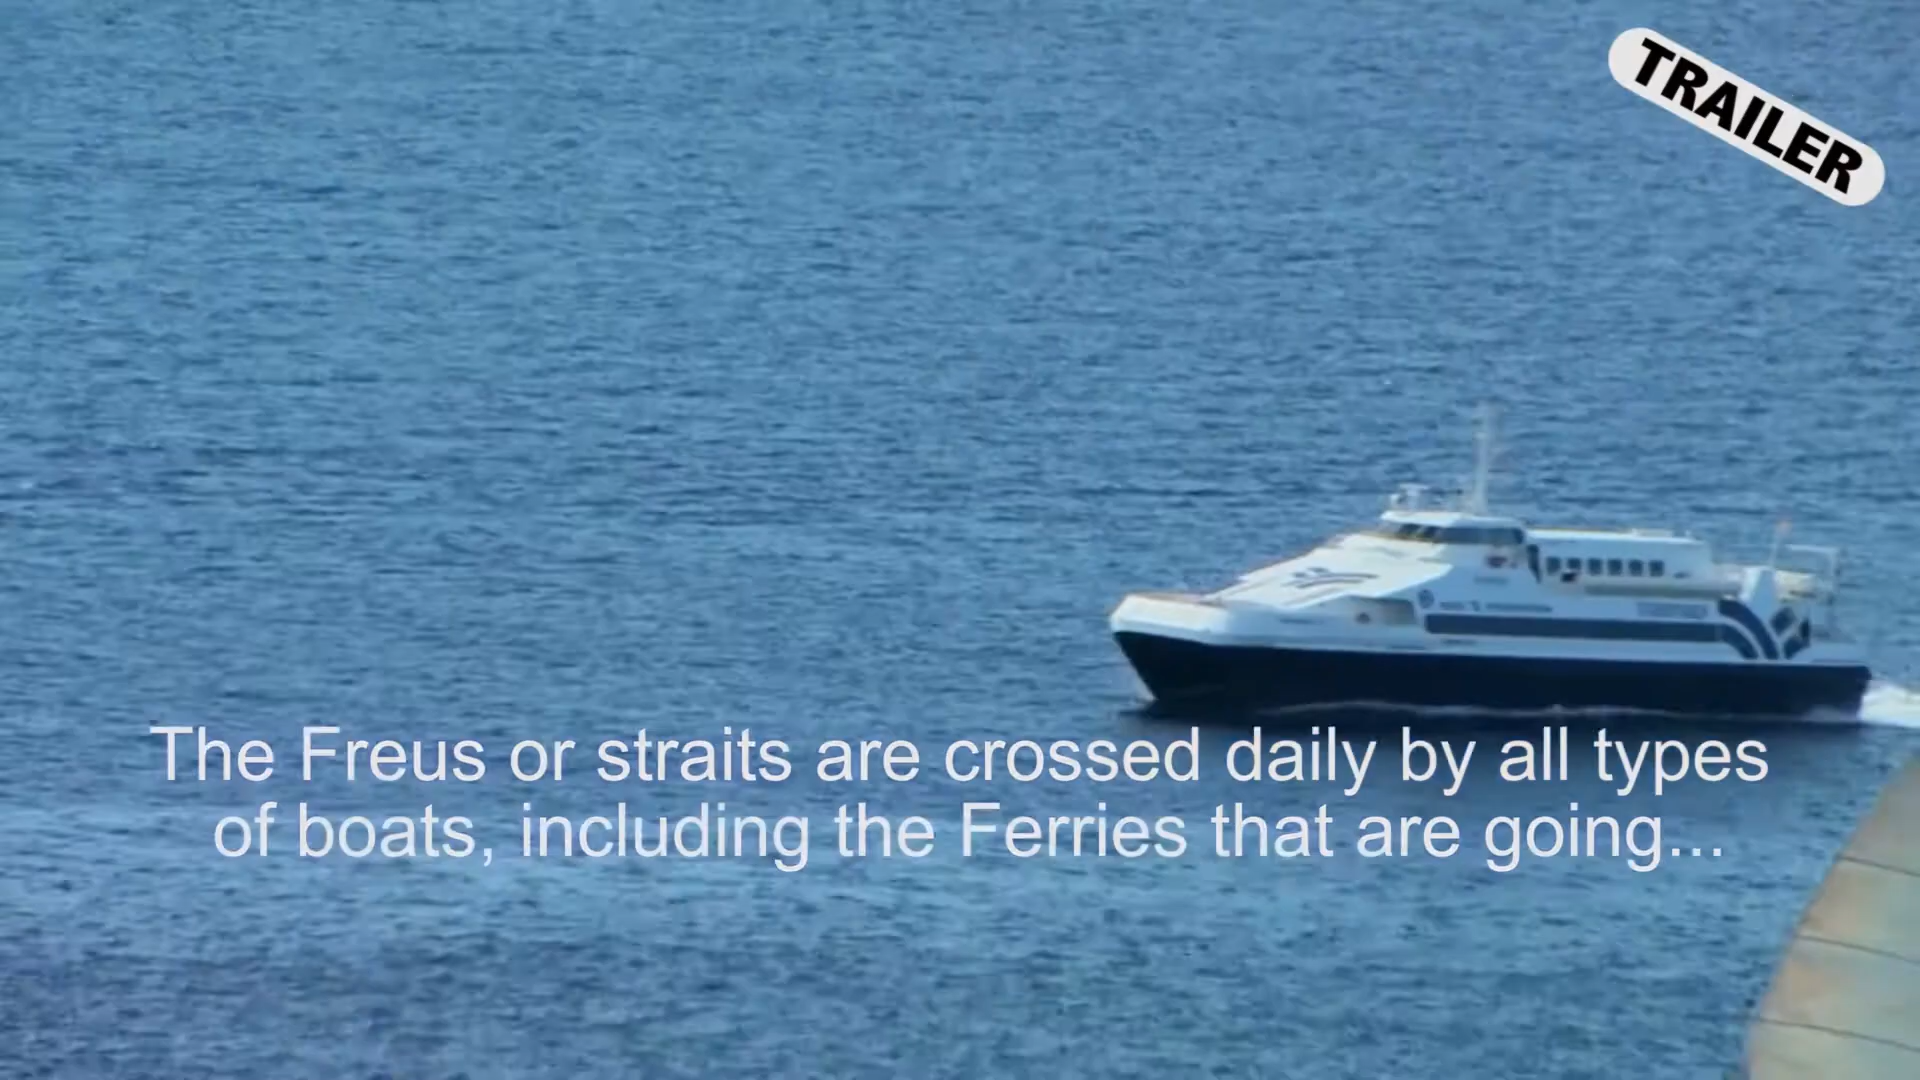 TRAILER
The Freus or straits are crossed daily by all types
of boats, including the Ferries that are going...